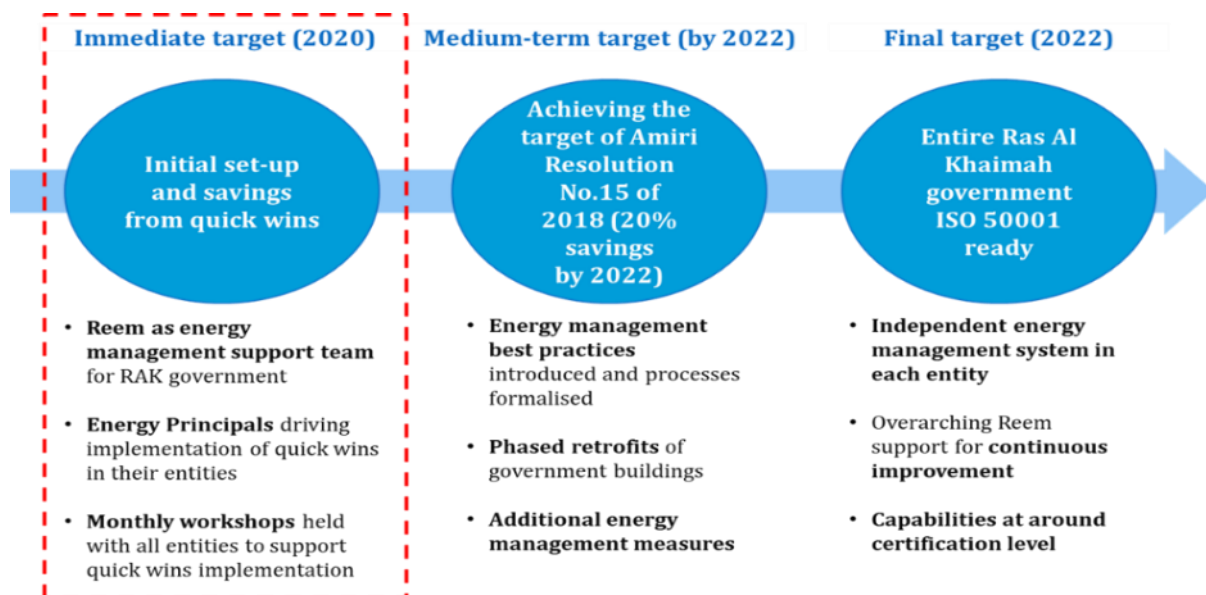 Immediate target (2020)
Initial set-up
and savings
from quick wins
• Reem as energy
management support team
for RAK government
• Energy Principals driving
implementation of quick wins
in their entities
• Monthly workshops held
with all entities to support
quick wins implementation
Medium-term target (by 2022)
Achieving the
target of Amiri
Resolution
No.15 of
2018 (20%
savings
by 2022)
• Energy management
best practices
introduced and processes
formalised
• Phased retrofits of
government buildings
• Additional energy
management measures
Final target (2022)
Entire Ras Al
Khaimah
government
ISO 50001
ready
• Independent energy
management system in
each entity
• Overarching Reem
support for continuous
improvement
• Capabilities at around
certification level